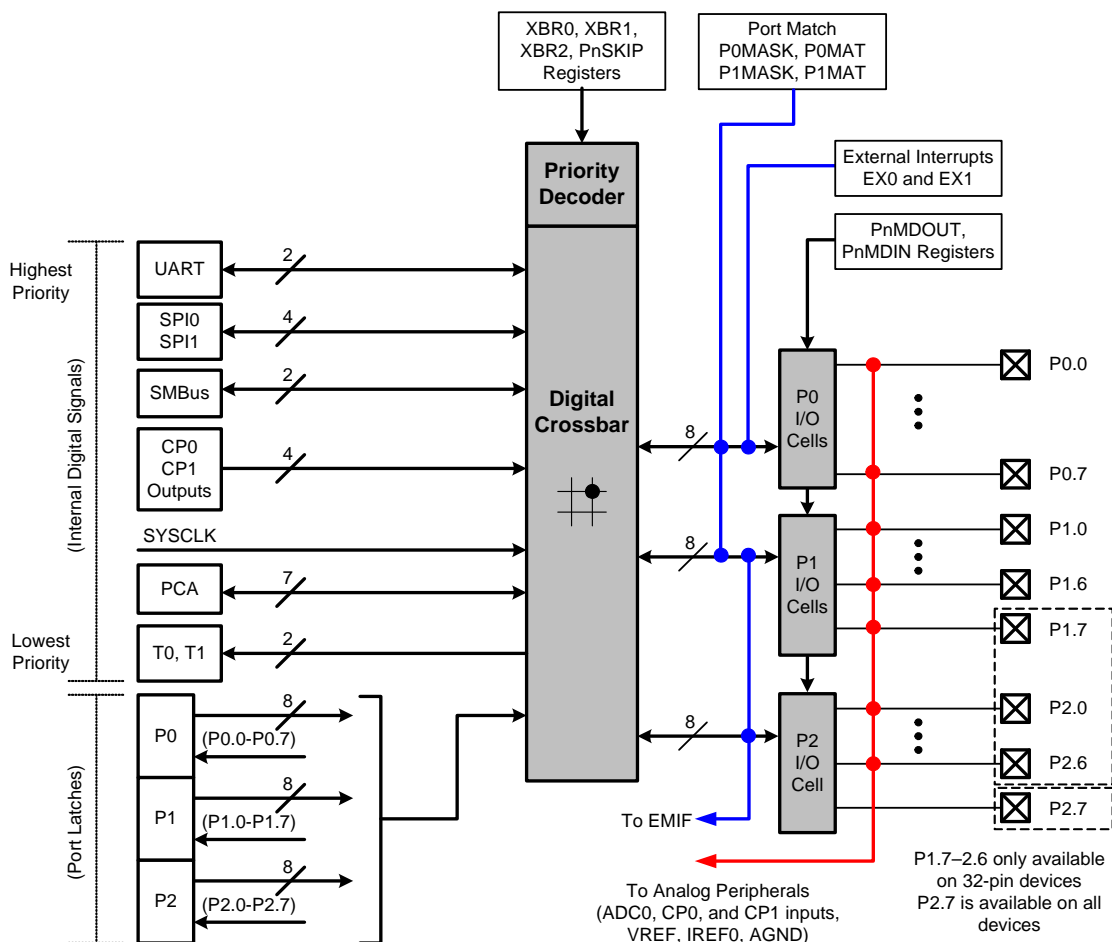 XBR0, XBR1,
XBR2, PnSKIP
Registers
Port Match
P0MASK, P0MAT
P1MASK, P1MAT
External Interrupts
EX0 and EX1
Priority
Decoder
PnMDOUT,
PnMDIN Registers
Highest
Priority
UART
2
SPI0
SPI1
4
SMBus
2
CP0
CP1
Outputs
4
SYSCLK
PCA
7
Lowest
Priority
T0, T1
2
(Internal Digital Signals)
Digital
Crossbar
8
8
8
P0
I/O
Cells
P1
I/O
Cells
P2
I/O
Cell
P0.0
P0.7
P1.0
P1.6
P1.7
P2.0
P2.6
P2.7
(Port Latches)
P0
8
(P0.0-P0.7)
P1
8
(P1.0-P1.7)
P2
8
(P2.0-P2.7)
To EMIF
To Analog Peripherals
(ADC0, CP0, and CP1 inputs,
VREF, IREF0, AGND)
P1.7–2.6 only available
on 32-pin devices
P2.7 is available on all
devices